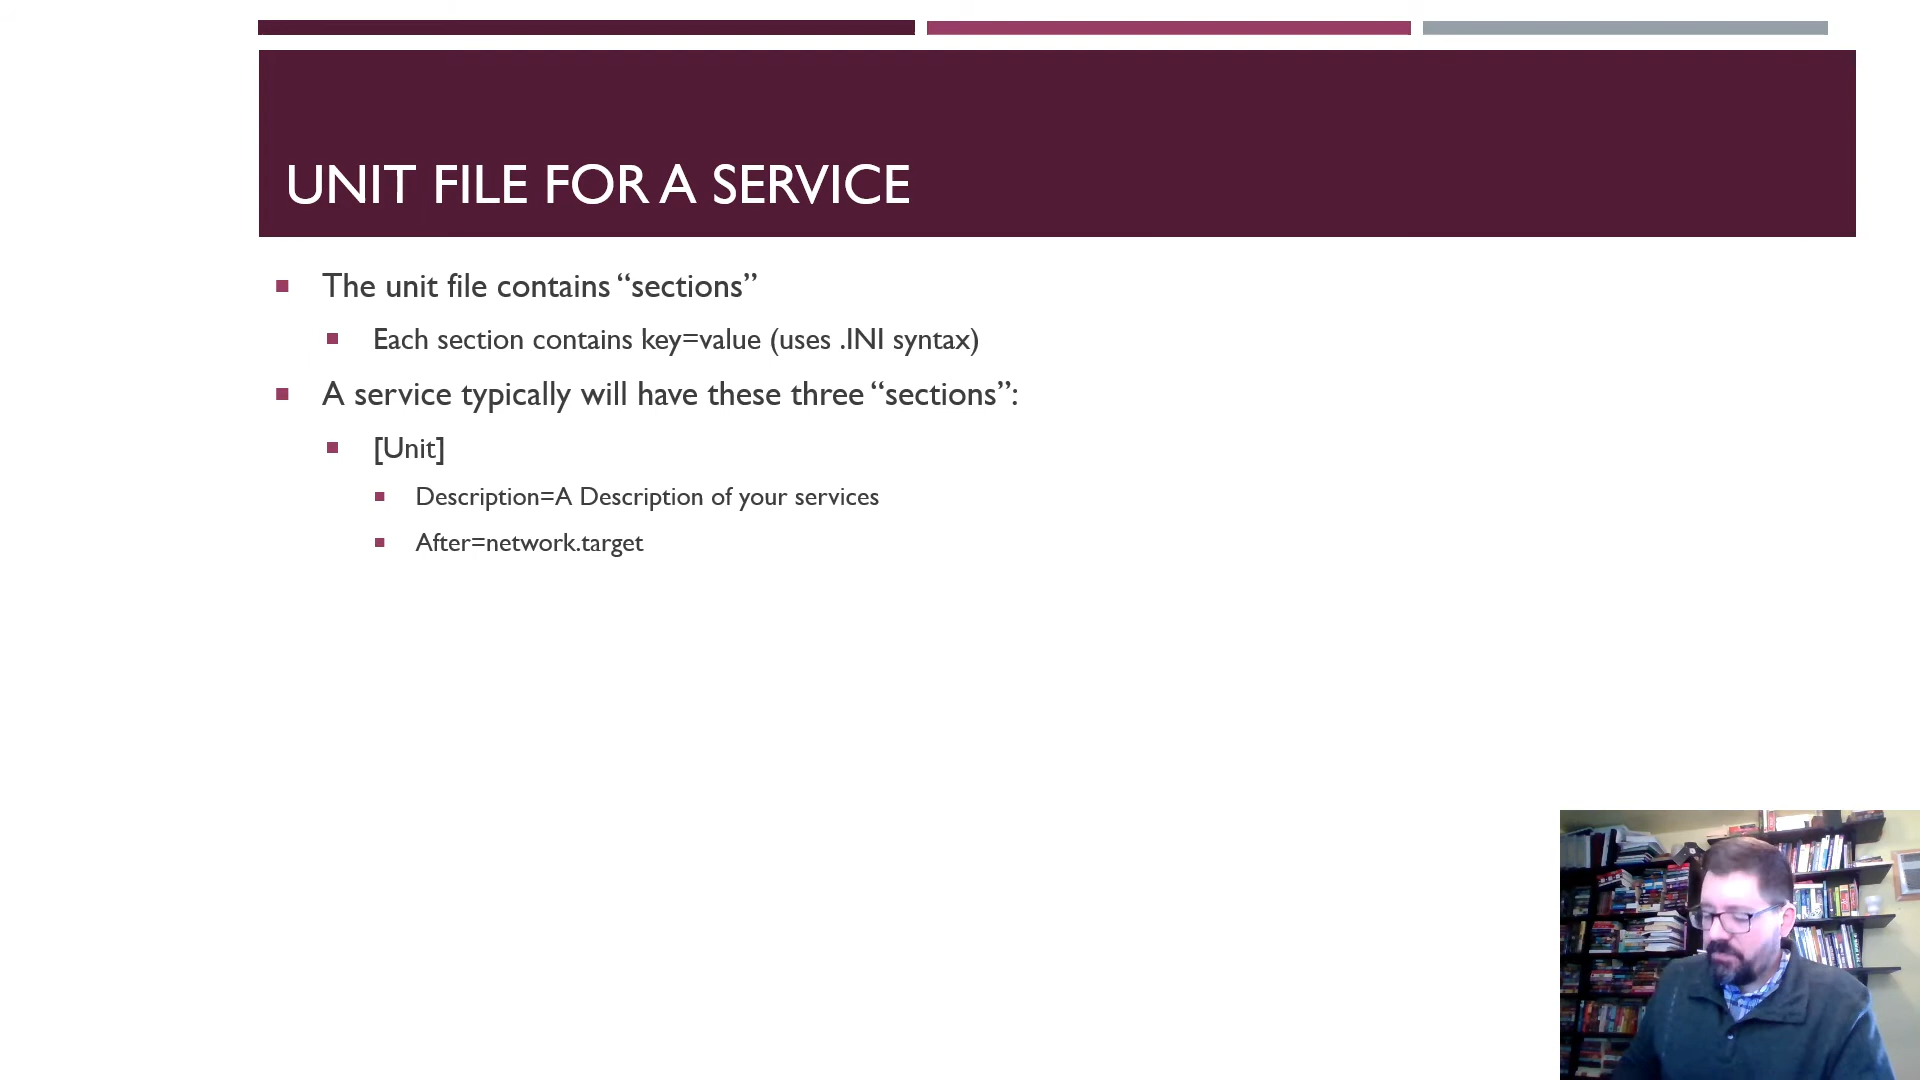 UNIT FILE FOR A SERVICE
The unit file contains “sections”
Each section contains key=value (uses .INI syntax)
A service typically will have these three “sections”:
[Unit]
Description=A Description of your services
After=network.target